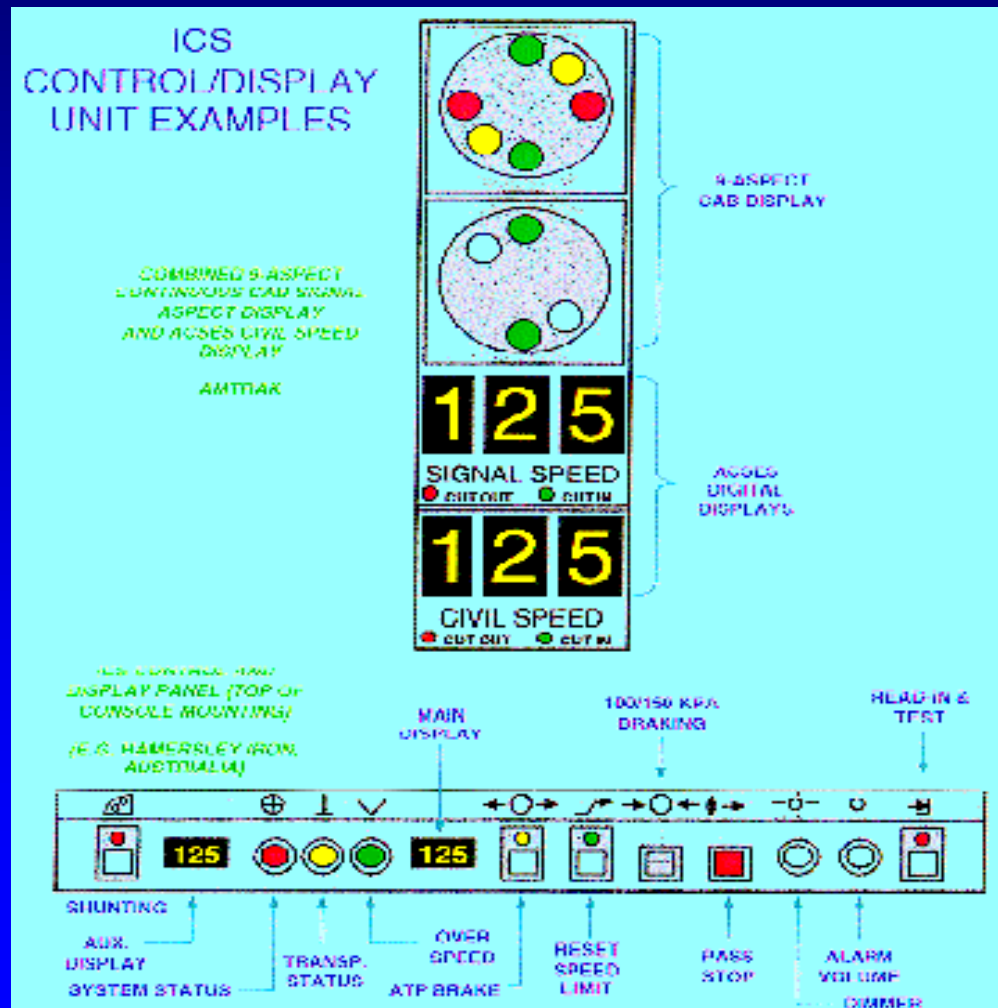 ICS
CONTROL/DISPLAY
UNIT EXAMPLES
9-ASPECT
CAB DISPLAY
COMBINED 9-ASPECT
CONTINUOUS CAB SIGNAL
ASPECT DISPLAY
AND ACSES CIVIL SPEED
DISPLAY
AMTRAK
125
SIGNAL SPEED
CUT OUT CUT IN
ACSES
DIGITAL
DISPLAYS
125
CIVIL SPEED
CUT OUT CUT IN
ICS CONTROL AND
DISPLAY PANEL (TOP OF
CONSOLE MOUNTING)
(E.G. HAMERSLEY IRON,
AUSTRALIA)
MAIN
DISPLAY
100/150 KPA
BRAKING
READ-IN &
TEST
125
125
SHUNTING
AUX.
DISPLAY
SYSTEM STATUS
TRANSP.
STATUS
OVER
SPEED
ATP BRAKE
RESET
SPEED
LIMIT
PASS
STOP
ALARM
VOLUME
DIMMER